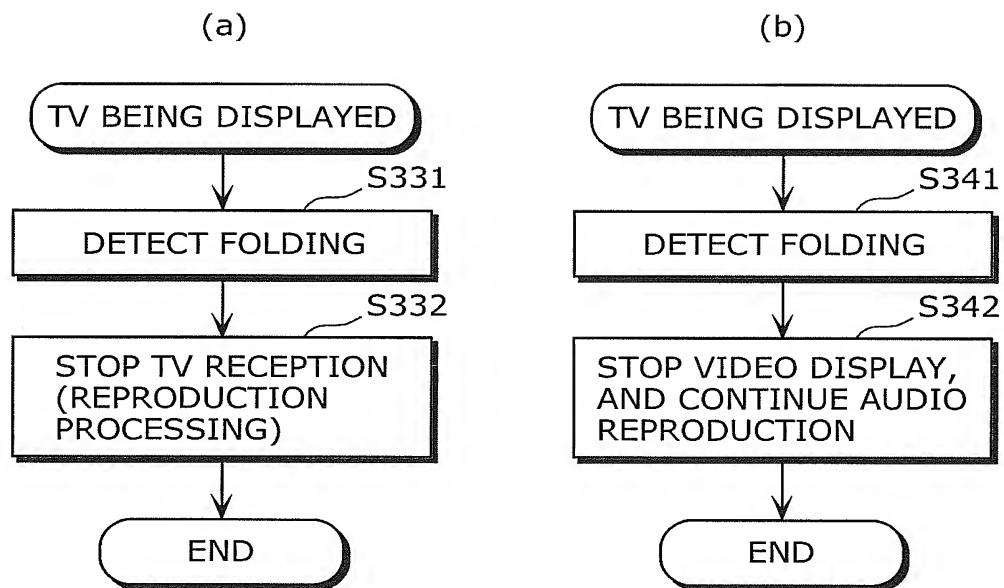 (a)
TV BEING DISPLAYED
S331
DETECT FOLDING
S332
STOP TV RECEPTION
(REPRODUCTION
PROCESSING)
END
(b)
TV BEING DISPLAYED
S341
DETECT FOLDING
S342
STOP VIDEO DISPLAY,
AND CONTINUE AUDIO
REPRODUCTION
END